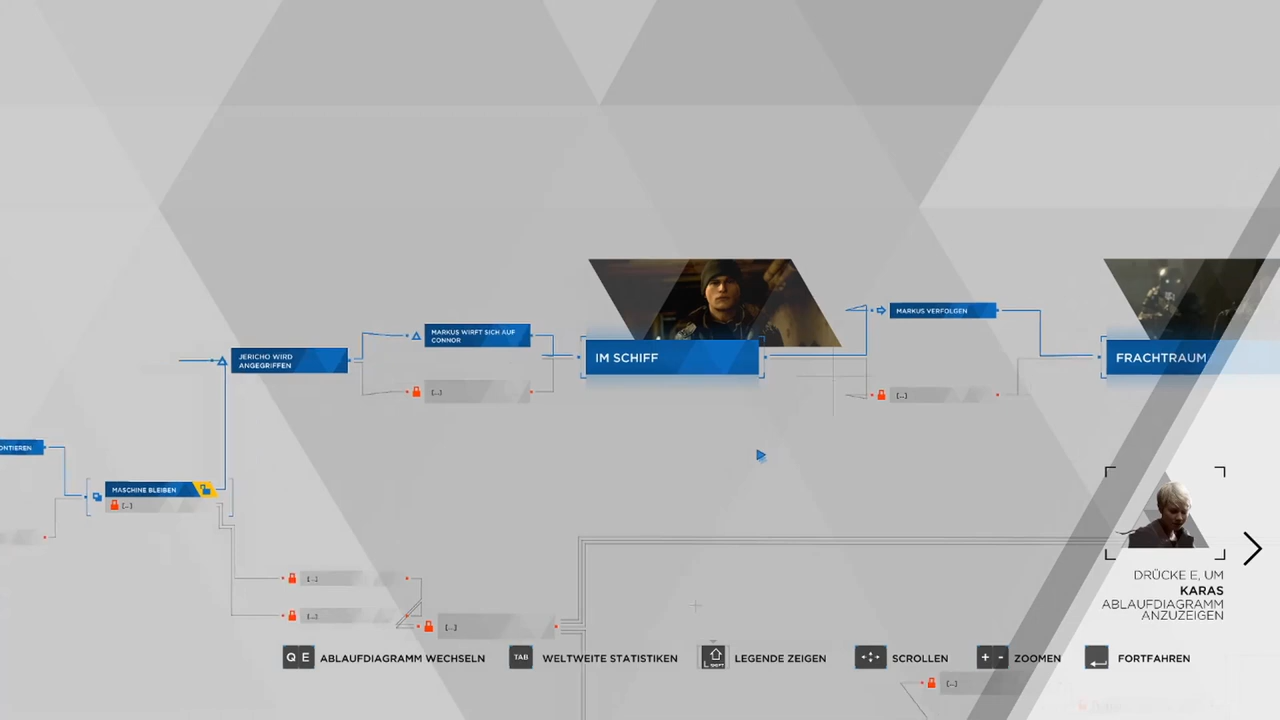 MARKUS VERFOLGEN
MARKUS WIRFT SICH AUF
CONNOR
JERICHO WIRD
ANGEGRIFFEN
IM SCHIFF
FRACHTRAUM
[...]
[...]
ONTIEREN
MASCHINE BLEIBEN
[...]
[...]
[...]
[...]
DRÜCKE E, UM
KARAS
ABLAUFDIAGRAMM
ANZUZEIGEN
Q E ABLAUFDIAGRAMM WECHSELN
TAB WELTWEITE STATISTIKEN
L SHIFT LEGENDE ZEIGEN
SCROLLEN
+ - ZOOMEN
FORTFAHREN
[...]